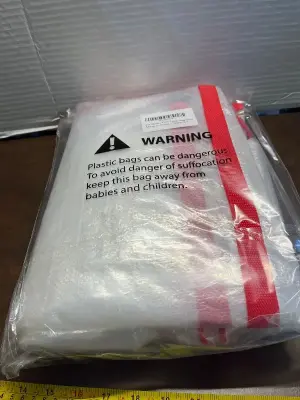 WARNING
Plastic bags can be dangerous
To avoid danger of suffocation
keep this bag away from
babies and children.